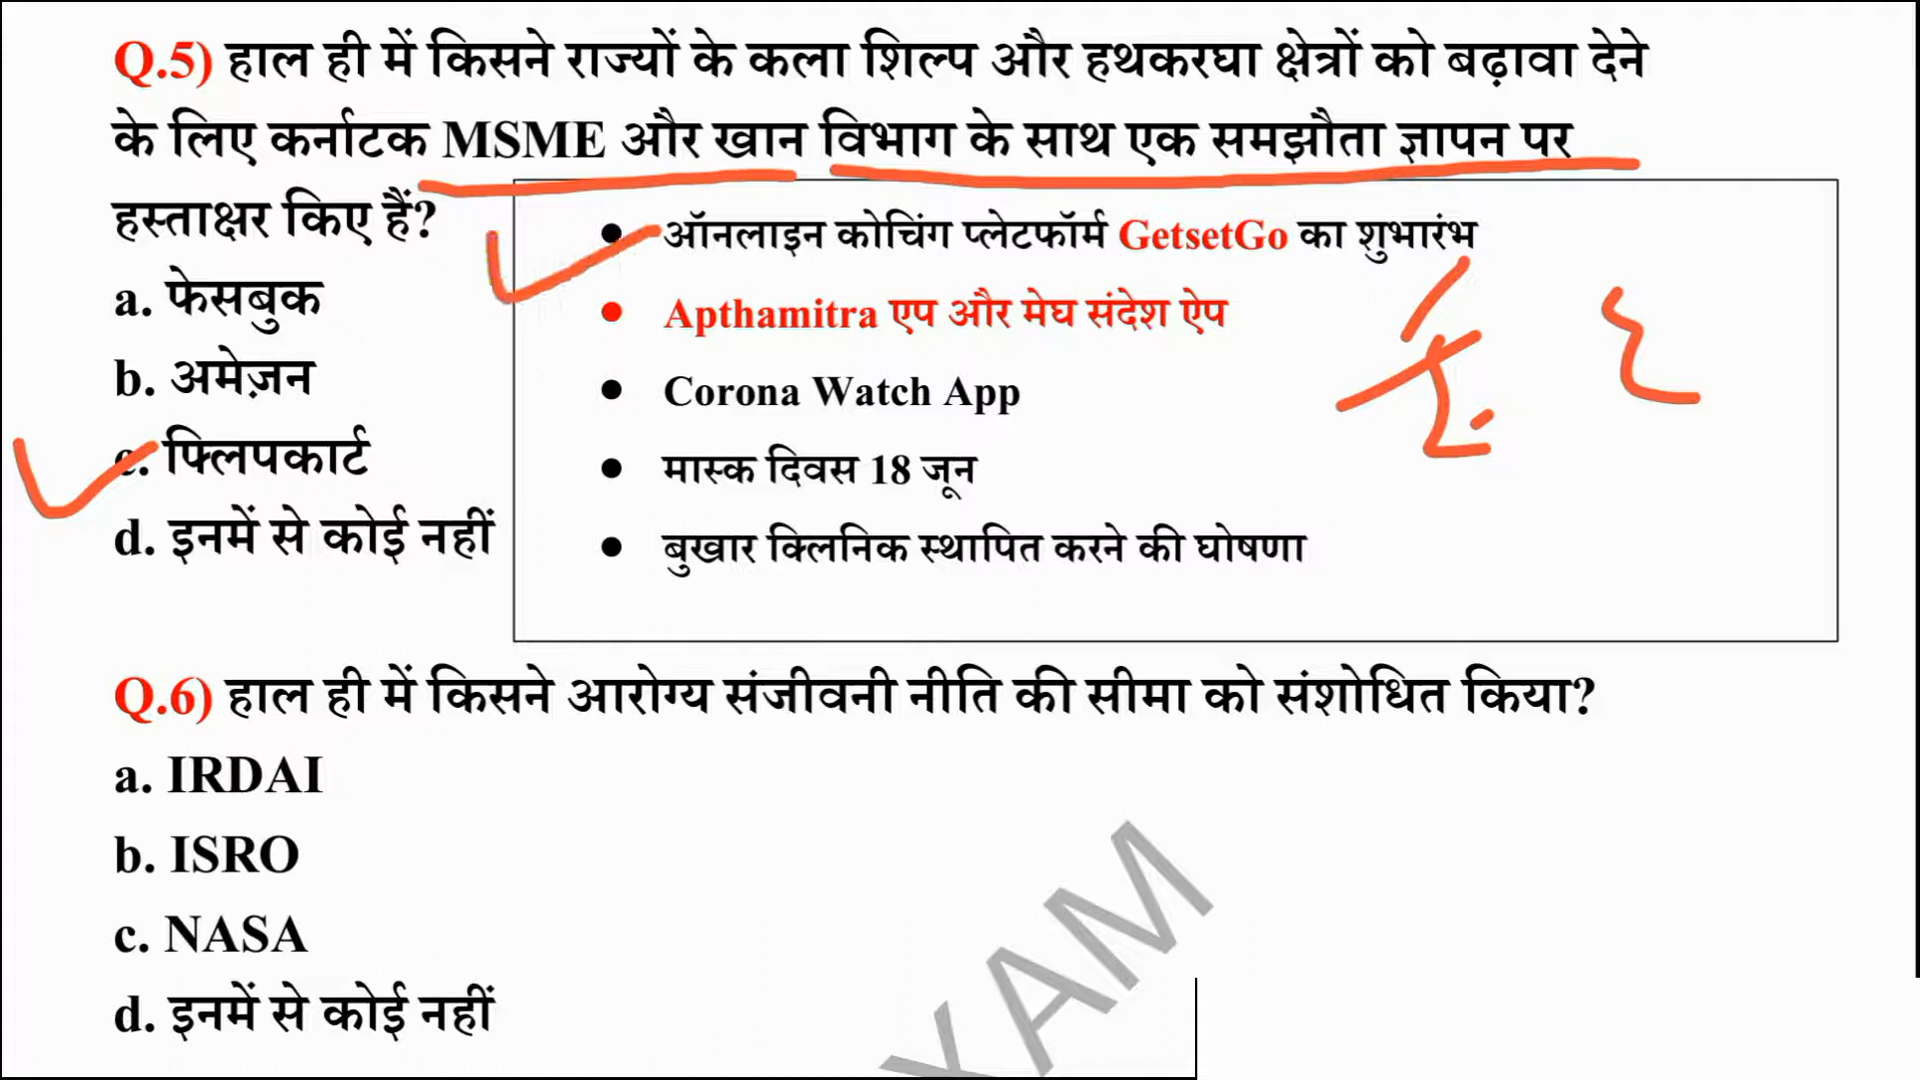 Q.5) हाल ही में किसने राज्यों के कला शिल्प और हथकरघा क्षेत्रों को बढ़ावा देने
के लिए कर्नाटक MSME और खान विभाग के साथ एक समझौता ज्ञापन पर
हस्ताक्षर किए हैं?
a. फेसबुक
b. अमेज़न
c. फ्लिपकार्ट
d. इनमें से कोई नहीं
• ऑनलाइन कोचिंग प्लेटफॉर्म GetsetGo का शुभारंभ
• Apthamitra एप और मेघ संदेश ऐप
• Corona Watch App
• मास्क दिवस 18 जून
• बुखार क्लिनिक स्थापित करने की घोषणा
Q.6) हाल ही में किसने आरोग्य संजीवनी नीति की सीमा को संशोधित किया?
a. IRDAI
b. ISRO
c. NASA
d. इनमें से कोई नहीं
XAM